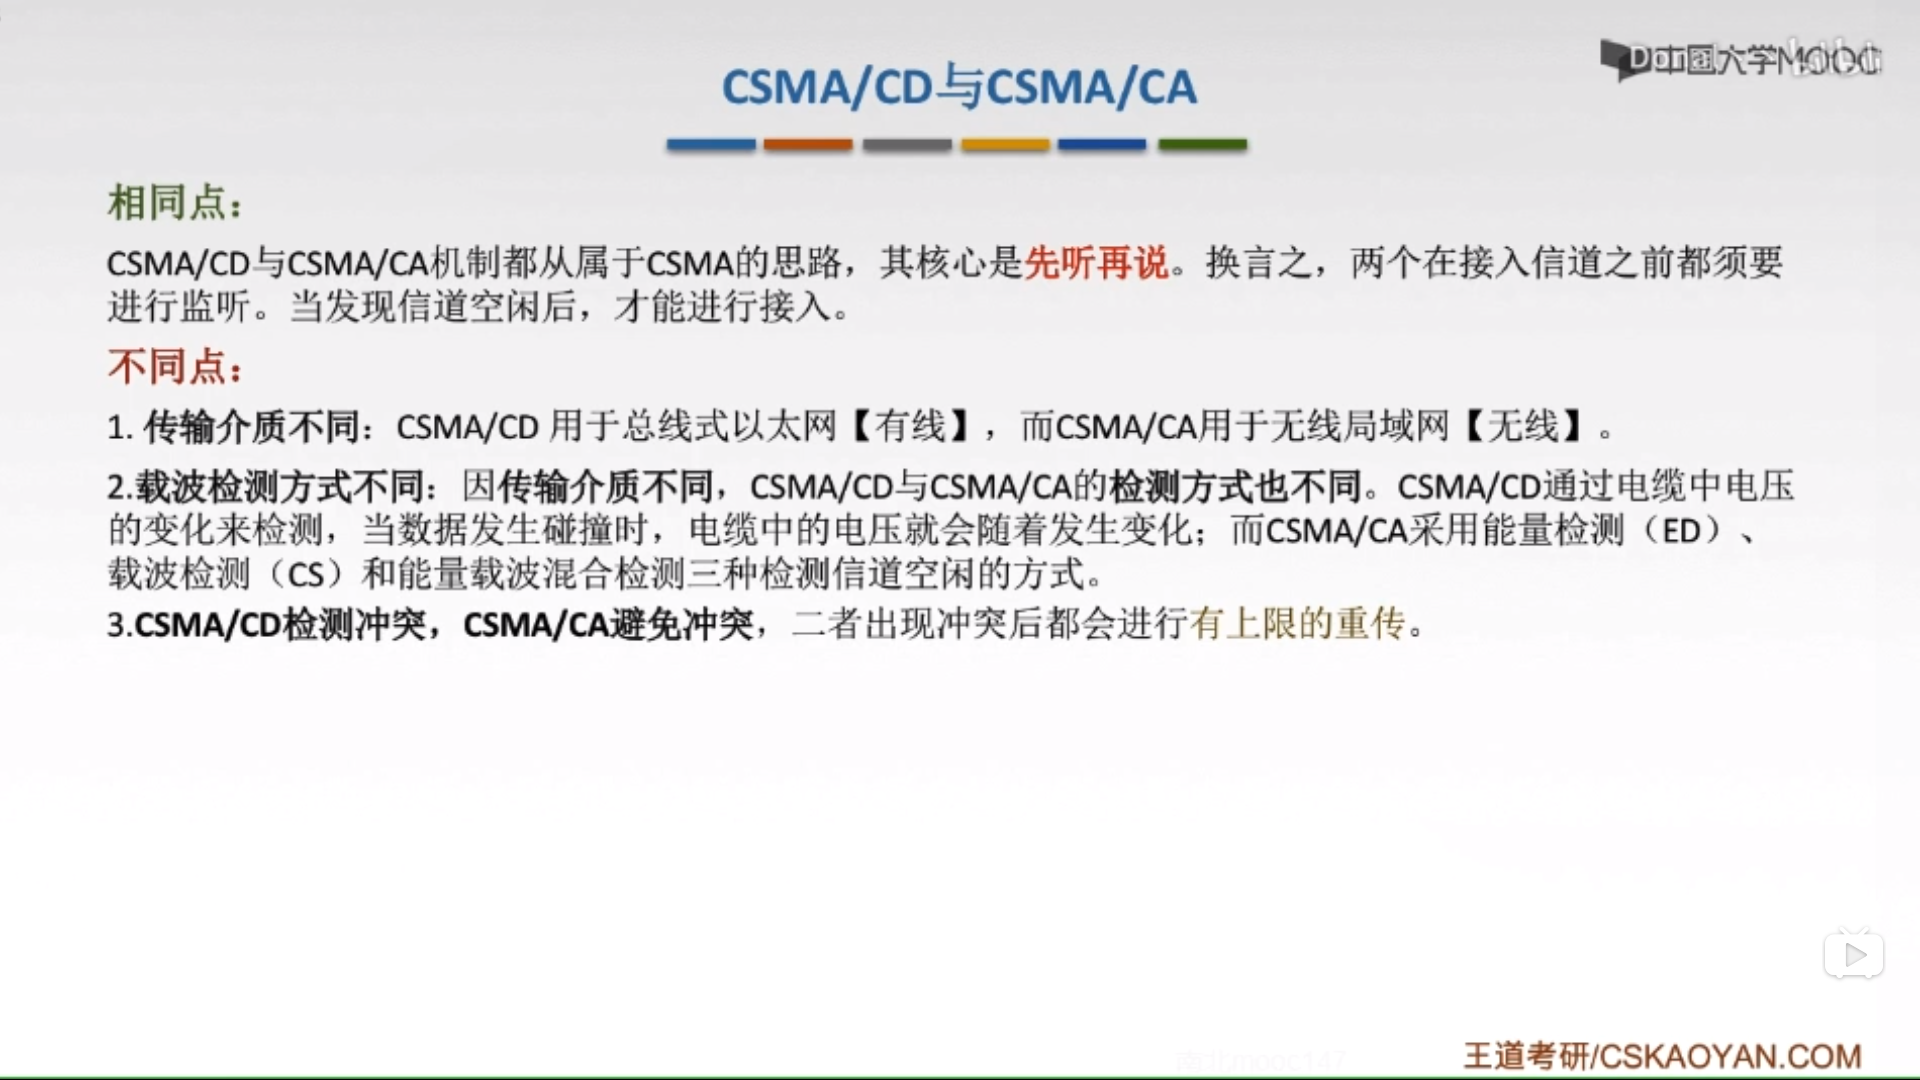 CSMA/CD与CSMA/CA
中国大学MOOC
相同点：
CSMA/CD与CSMA/CA机制都从属于CSMA的思路，其核心是先听再说。换言之，两个在接入信道之前都须要
进行监听。当发现信道空闲后，才能进行接入。
不同点：
1. 传输介质不同：CSMA/CD 用于总线式以太网【有线】，而CSMA/CA用于无线局域网【无线】。
2.载波检测方式不同：因传输介质不同，CSMA/CD与CSMA/CA的检测方式也不同。CSMA/CD通过电缆中电压
的变化来检测，当数据发生碰撞时，电缆中的电压就会随着发生变化；而CSMA/CA采用能量检测（ED）、
载波检测（CS）和能量载波混合检测三种检测信道空闲的方式。
3.CSMA/CD检测冲突，CSMA/CA避免冲突，二者出现冲突后都会进行有上限的重传。
王道考研/CSKAOYAN.COM